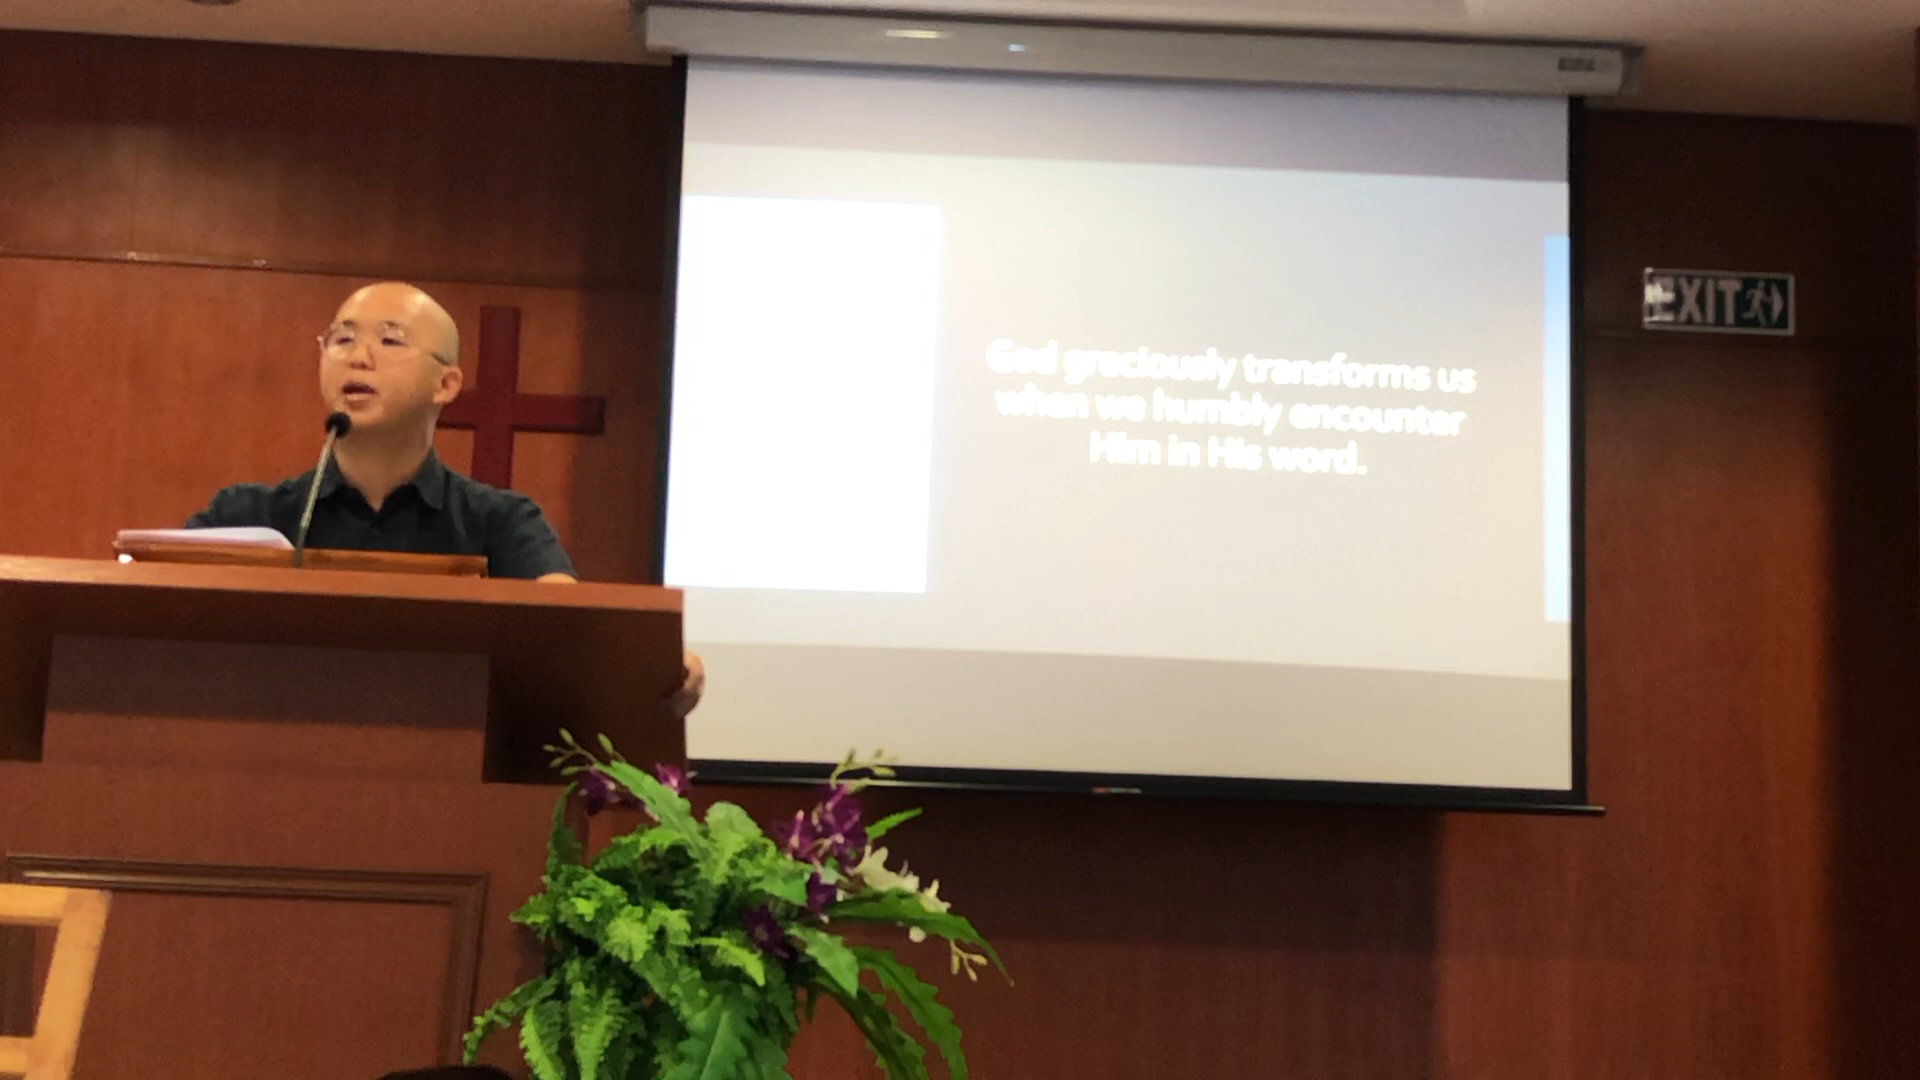 God graciously transforms us
when we humbly encounter
Him in His word.
EXIT